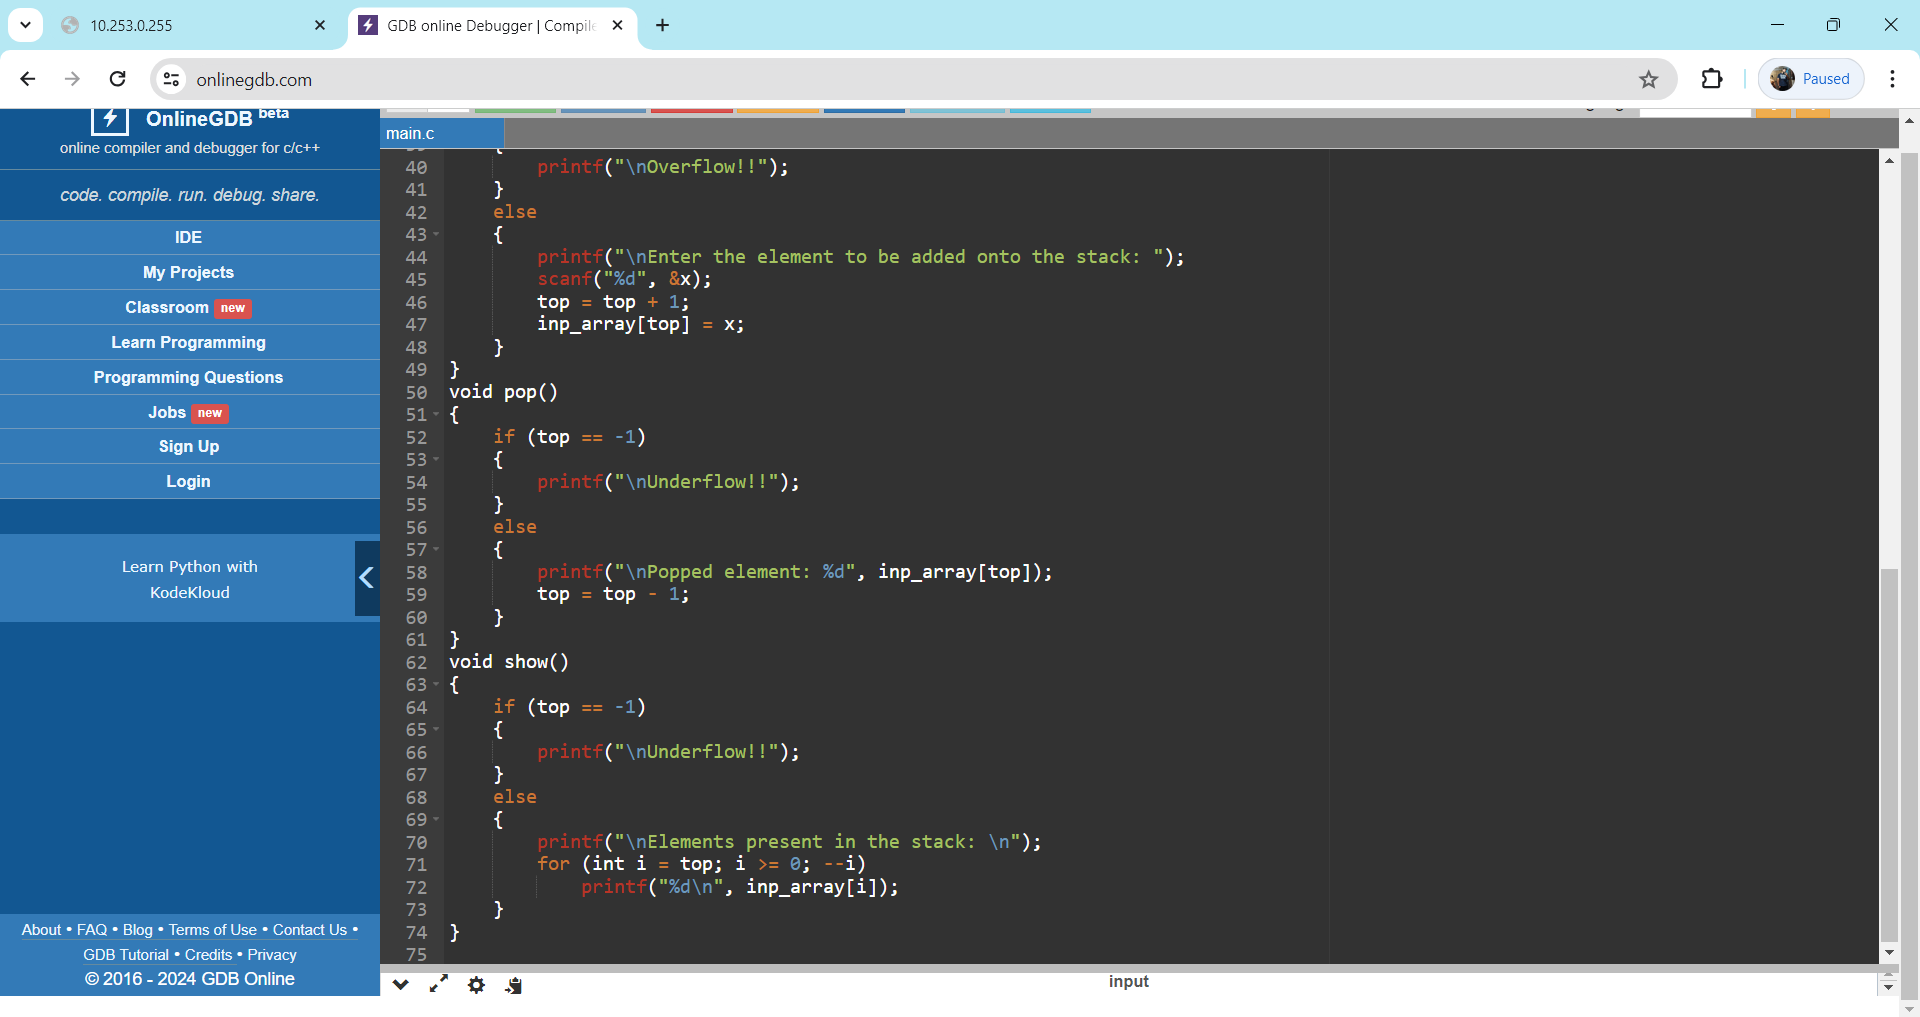 10.253.0.255
GDB online Debugger | Compile
onlinegdb.com
Paused
OnlineGDB beta
online compiler and debugger for c/c++
code. compile. run. debug. share.
IDE
My Projects
Classroom new
Learn Programming
Programming Questions
Jobs new
Sign Up
Login
Learn Python with
KodeKloud
About • FAQ • Blog • Terms of Use • Contact Us •
GDB Tutorial • Credits • Privacy
© 2016 - 2024 GDB Online
main.c
40 printf("\nOverflow!!");
41 }
42 else
43 {
44 printf("\nEnter the element to be added onto the stack: ");
45 scanf("%d", &x);
46 top = top + 1;
47 inp_array[top] = x;
48 }
49 }
50 void pop()
51 {
52 if (top == -1)
53 {
54 printf("\nUnderflow!!");
55 }
56 else
57 {
58 printf("\nPopped element: %d", inp_array[top]);
59 top = top - 1;
60 }
61 }
62 void show()
63 {
64 if (top == -1)
65 {
66 printf("\nUnderflow!!");
67 }
68 else
69 {
70 printf("\nElements present in the stack: \n");
71 for (int i = top; i >= 0; --i)
72 printf("%d\n", inp_array[i]);
73 }
74 }
75
input